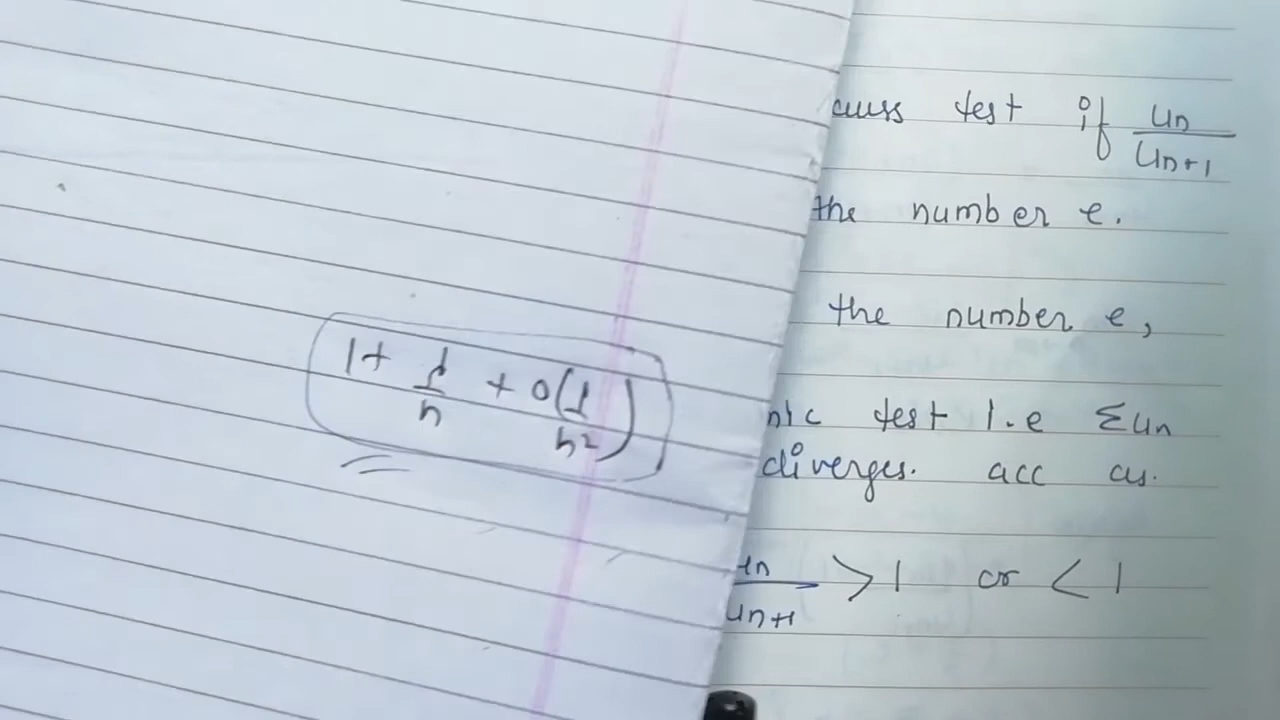 1 + 1/n + O(1/n²)
auss test if un/un+1
the number e.
the number e,
nic test i.e Σun
diverges. acc as.
un/un+1 > 1 or < 1